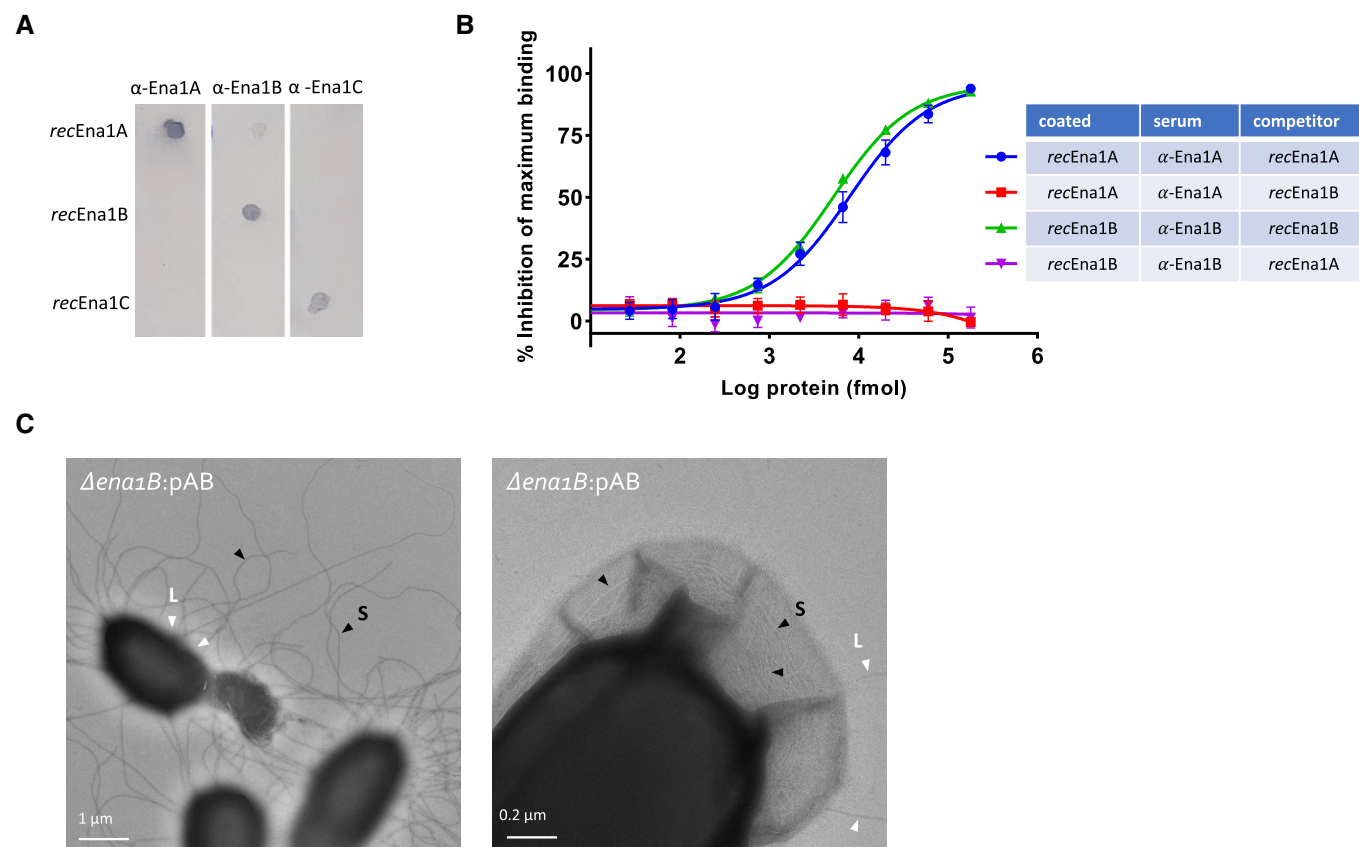 A
α-Ena1A α-Ena1B α -Ena1C
recEna1A
recEna1B
recEna1C
B
% Inhibition of maximum binding
100
75
50
25
0
2 3 4 5 6
Log protein (fmol)
coated serum competitor
recEna1A α-Ena1A recEna1A
recEna1A α-Ena1A recEna1B
recEna1B α-Ena1B recEna1B
recEna1B α-Ena1B recEna1A
C
Δena1B:pAB
L
S
1 µm
Δena1B:pAB
S
L
0.2 µm